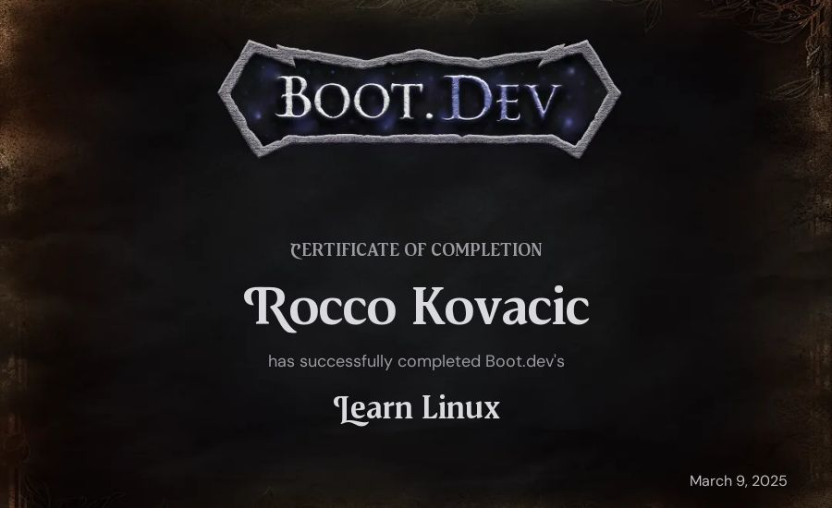 BOOT.DEV
CERTIFICATE OF COMPLETION
Rocco Kovacic
has successfully completed Boot.dev's
Learn Linux
March 9, 2025